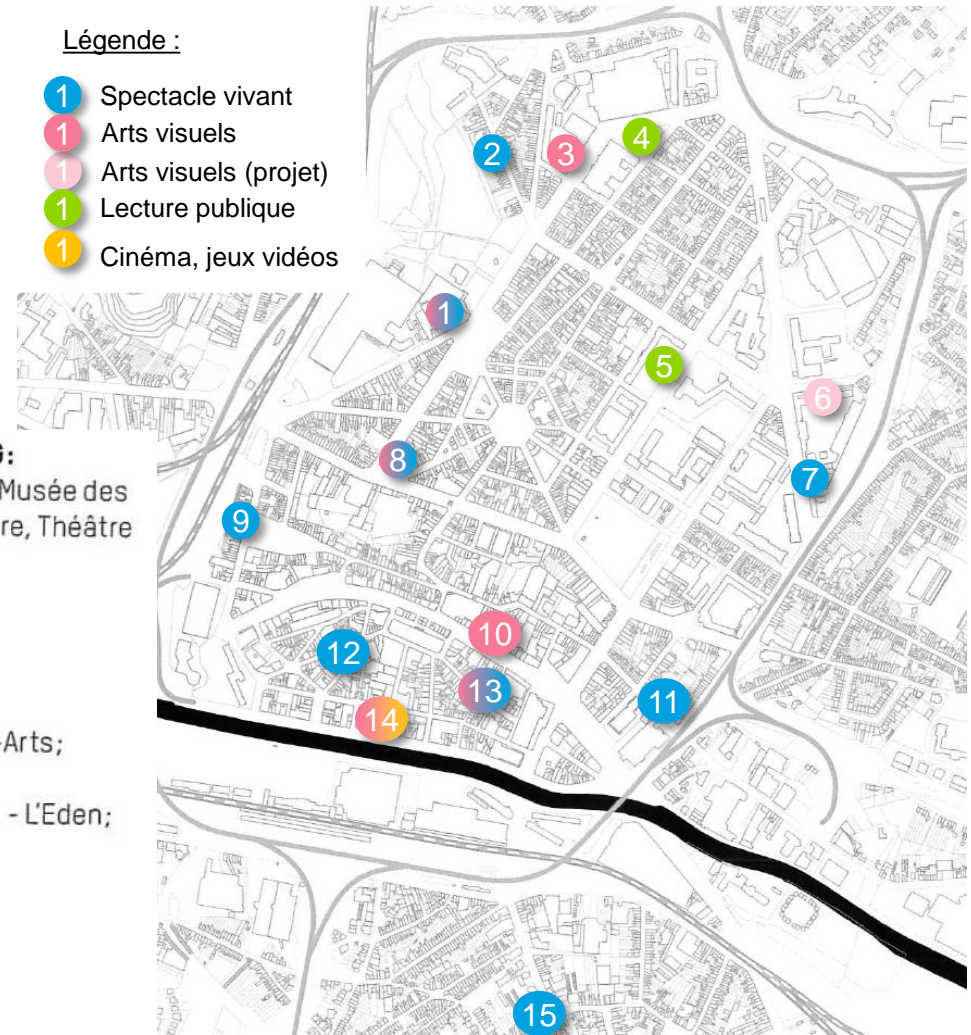 Légende :
1 Spectacle vivant
1 Arts visuels
1 Arts visuels (projet)
1 Lecture publique
1 Cinéma, jeux vidéos
2
3
4
1
5
6
8
7
Musée des
re, Théâtre
9
10
12
13
11
14
-Arts;
- L'Eden;
15